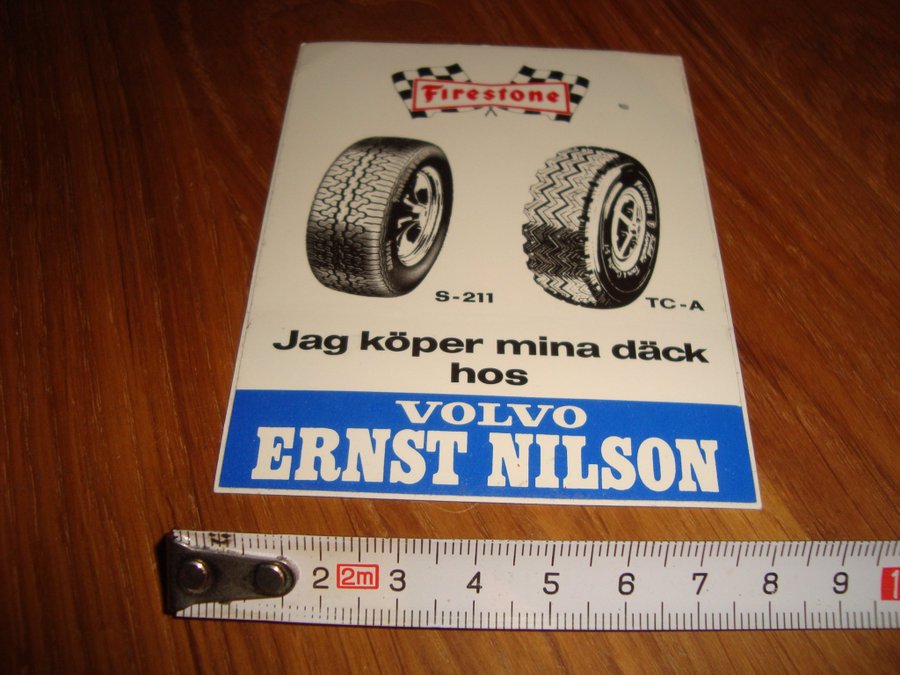 Firestone
S-211
TC-A
Jag köper mina däck
hos
VOLVO
ERNST NILSON
2 2m 3 4 5 6 7 8 9 1